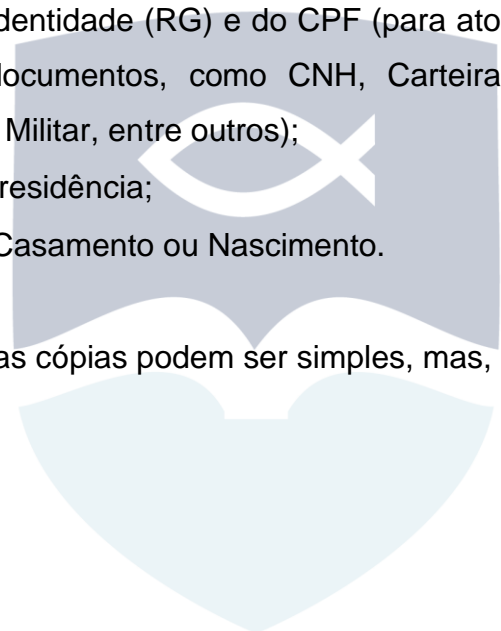 dentidade (RG) e do CPF (para ato
documentos, como CNH, Carteira
Militar, entre outros);
residência;
Casamento ou Nascimento.
as cópias podem ser simples, mas,